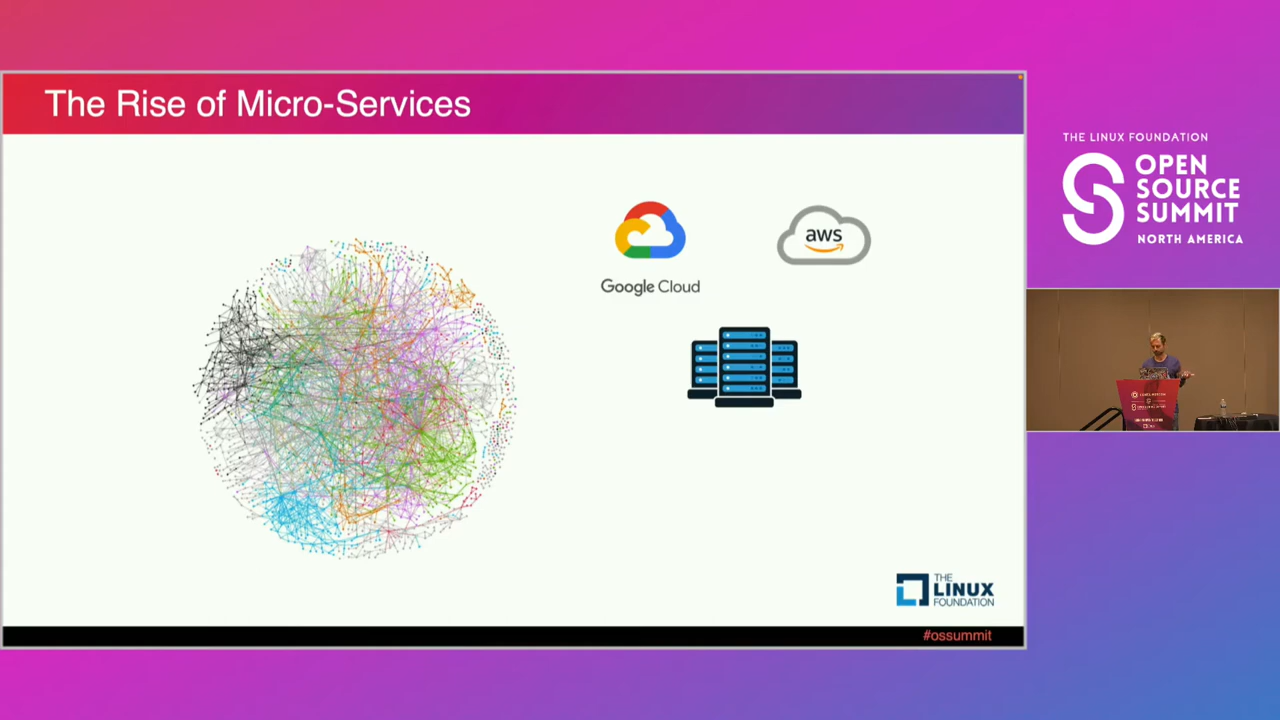 The Rise of Micro-Services
Google Cloud
aws
THE
LINUX
FOUNDATION
#ossummit
THE LINUX FOUNDATION
OPEN
SOURCE
SUMMIT
NORTH AMERICA